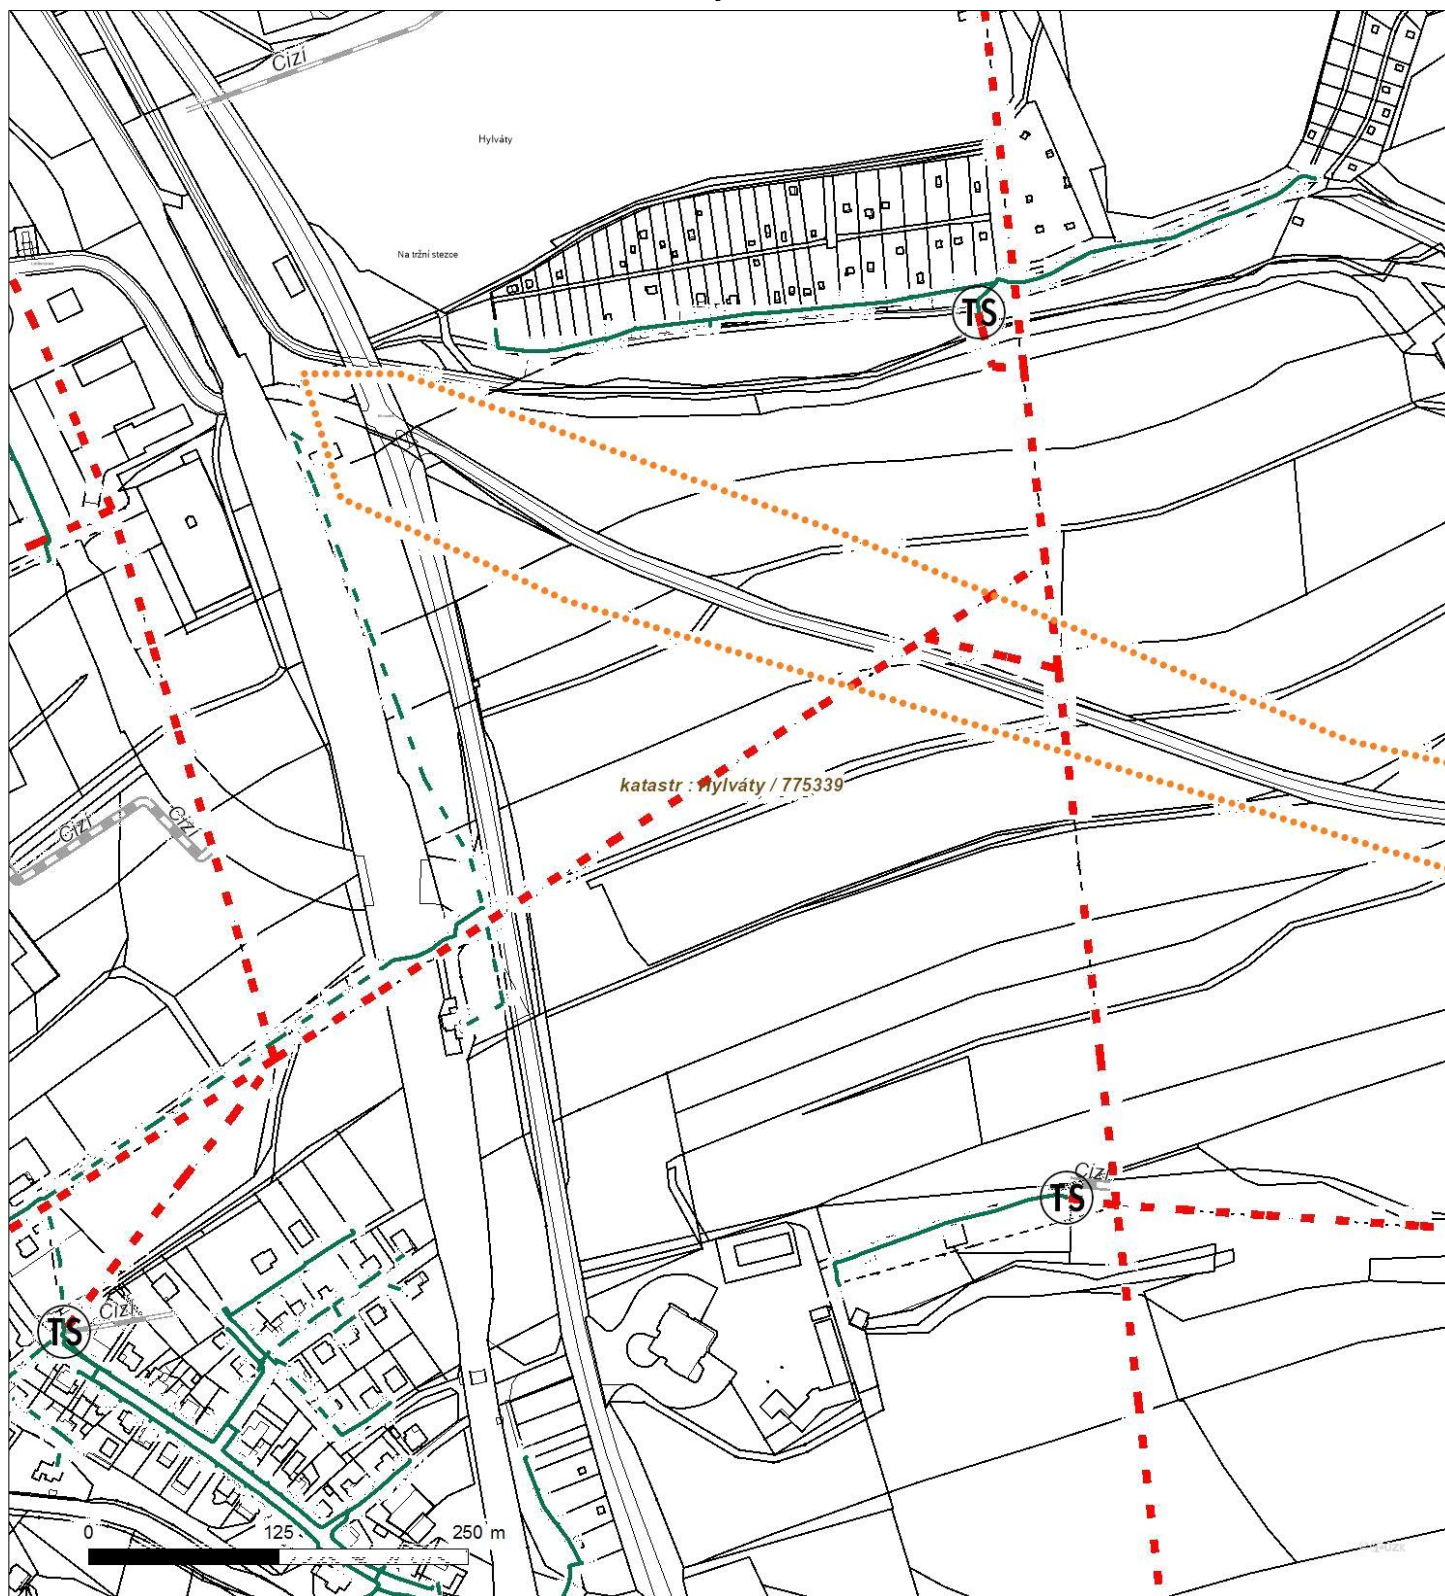 Cizí
Hylváty
Na tržní stezce
TS
katastr : Hylváty / 775339
Cizí
Cizí
Cizí
TS
Cizí
TS
0 125 250 m